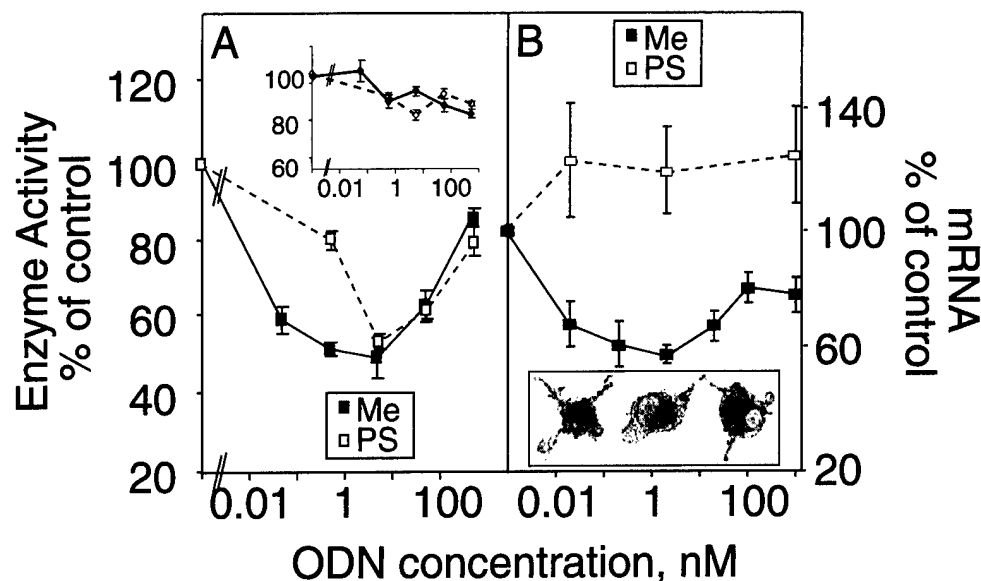 A
B
Enzyme Activity
% of control
120
100
80
60
40
20
100
80
60
0.01
1
100
Me
PS
0.01
1
100
Me
PS
140
100
60
20
mRNA
% of control
0.01
1
100
ODN concentration, nM